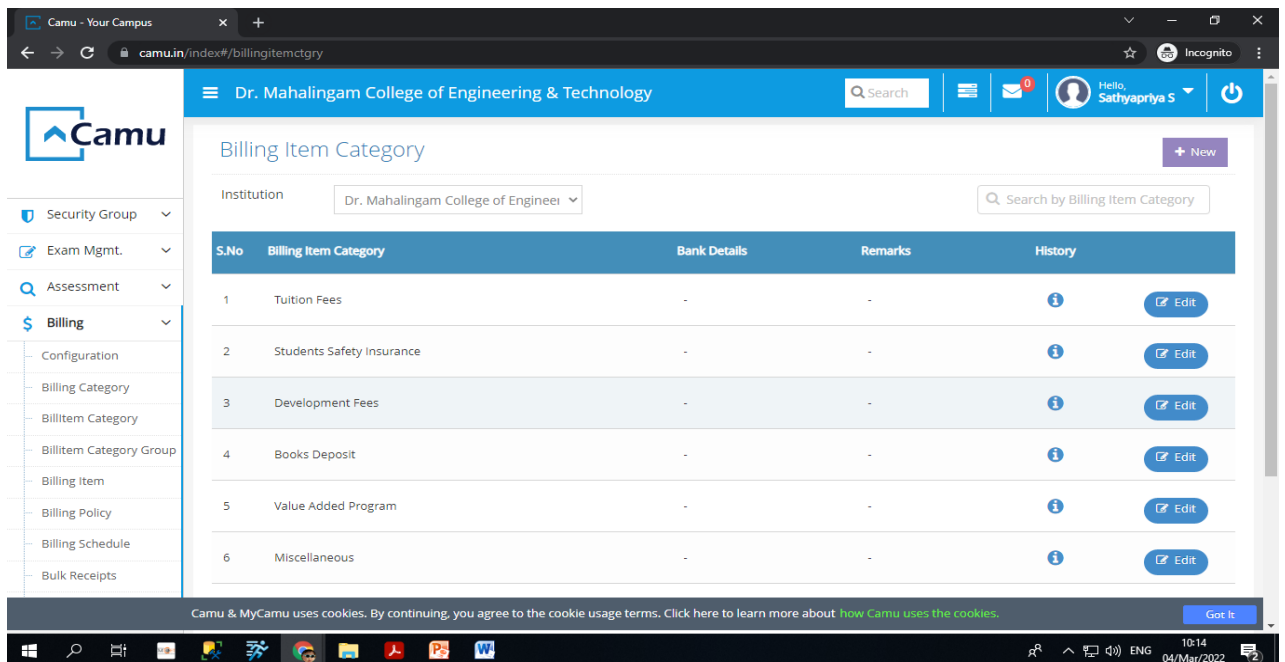 Camu - Your Campus
camu.in/index#/billingitemctgry
Incognito
Camu
Dr. Mahalingam College of Engineering & Technology
Search
0
Hello,
Sathyapriya S
Billing Item Category
+ New
Institution
Dr. Mahalingam College of Engineer
Search by Billing Item Category
Security Group
Exam Mgmt.
Assessment
Billing
Configuration
Billing Category
BillItem Category
Billitem Category Group
Billing Item
Billing Policy
Billing Schedule
Bulk Receipts
S.No Billing Item Category Bank Details Remarks History
1 Tuition Fees - - Edit
2 Students Safety Insurance - - Edit
3 Development Fees - - Edit
4 Books Deposit - - Edit
5 Value Added Program - - Edit
6 Miscellaneous - - Edit
Camu & MyCamu uses cookies. By continuing, you agree to the cookie usage terms. Click here to learn more about how Camu uses the cookies.
Got It
ENG
10:14
04/Mar/2022
2